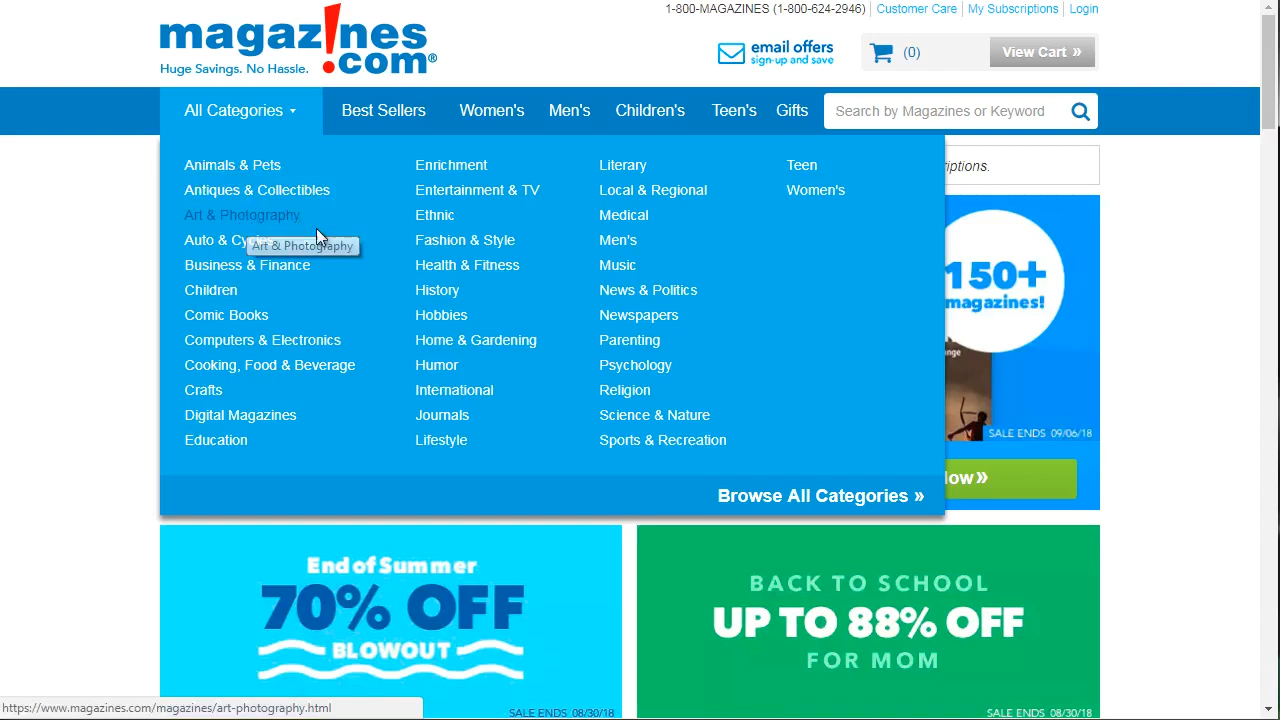 1-800-MAGAZINES (1-800-624-2946) Customer Care My Subscriptions Login
magaz!nes
.com®
Huge Savings. No Hassle.
email offers
sign-up and save
(0)
View Cart »
All Categories
Best Sellers
Women's
Men's
Children's
Teen's
Gifts
Search by Magazines or Keyword
Animals & Pets
Antiques & Collectibles
Art & Photography
Auto &
Art & Photography
Business & Finance
Children
Comic Books
Computers & Electronics
Cooking, Food & Beverage
Crafts
Digital Magazines
Education
Enrichment
Entertainment & TV
Ethnic
Fashion & Style
Health & Fitness
History
Hobbies
Home & Gardening
Humor
International
Journals
Lifestyle
Literary
Local & Regional
Medical
Men's
Music
News & Politics
Newspapers
Parenting
Psychology
Religion
Science & Nature
Sports & Recreation
Teen
Women's
Browse All Categories »
riptions.
150+
magazines!
SALE ENDS 09/06/18
Now »
End of Summer
70% OFF
BLOWOUT
SALE ENDS 08/30/18
BACK TO SCHOOL
UP TO 88% OFF
FOR MOM
SALE ENDS 08/30/18
https://www.magazines.com/magazines/art-photography.html